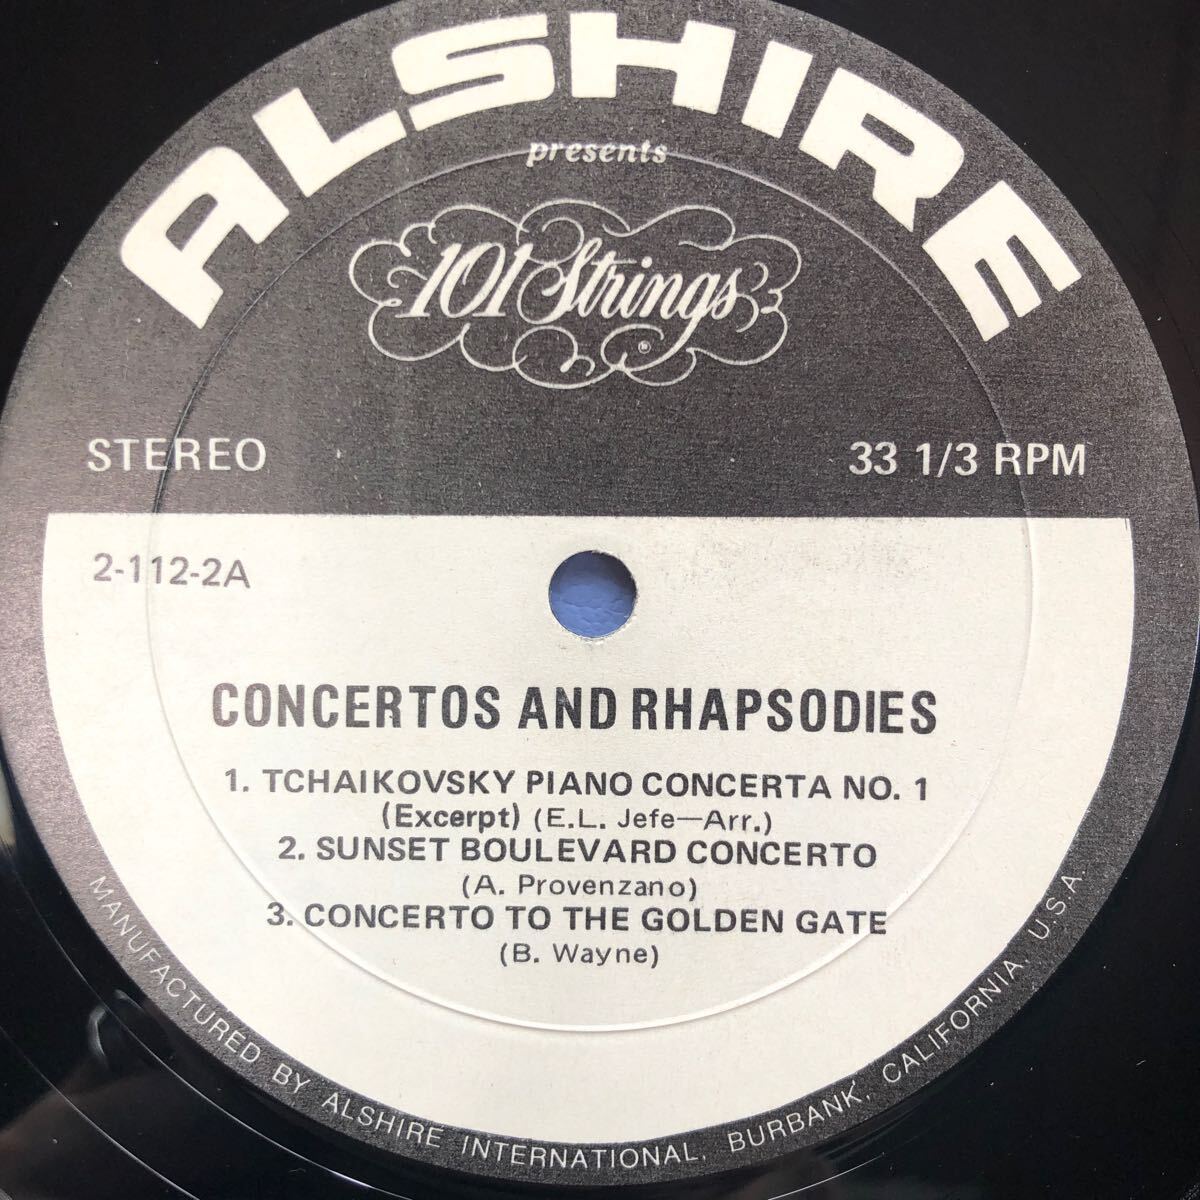 ALSHIRE
presents
101 Strings®
STEREO
33 1/3 RPM
2-112-2A
CONCERTOS AND RHAPSODIES
1. TCHAIKOVSKY PIANO CONCERTA NO. 1
(Excerpt) (E.L. Jefe—Arr.)
2. SUNSET BOULEVARD CONCERTO
(A. Provenzano)
3. CONCERTO TO THE GOLDEN GATE
(B. Wayne)
MANUFACTURED BY ALSHIRE INTERNATIONAL, BURBANK, CALIFORNIA, U.S.A.